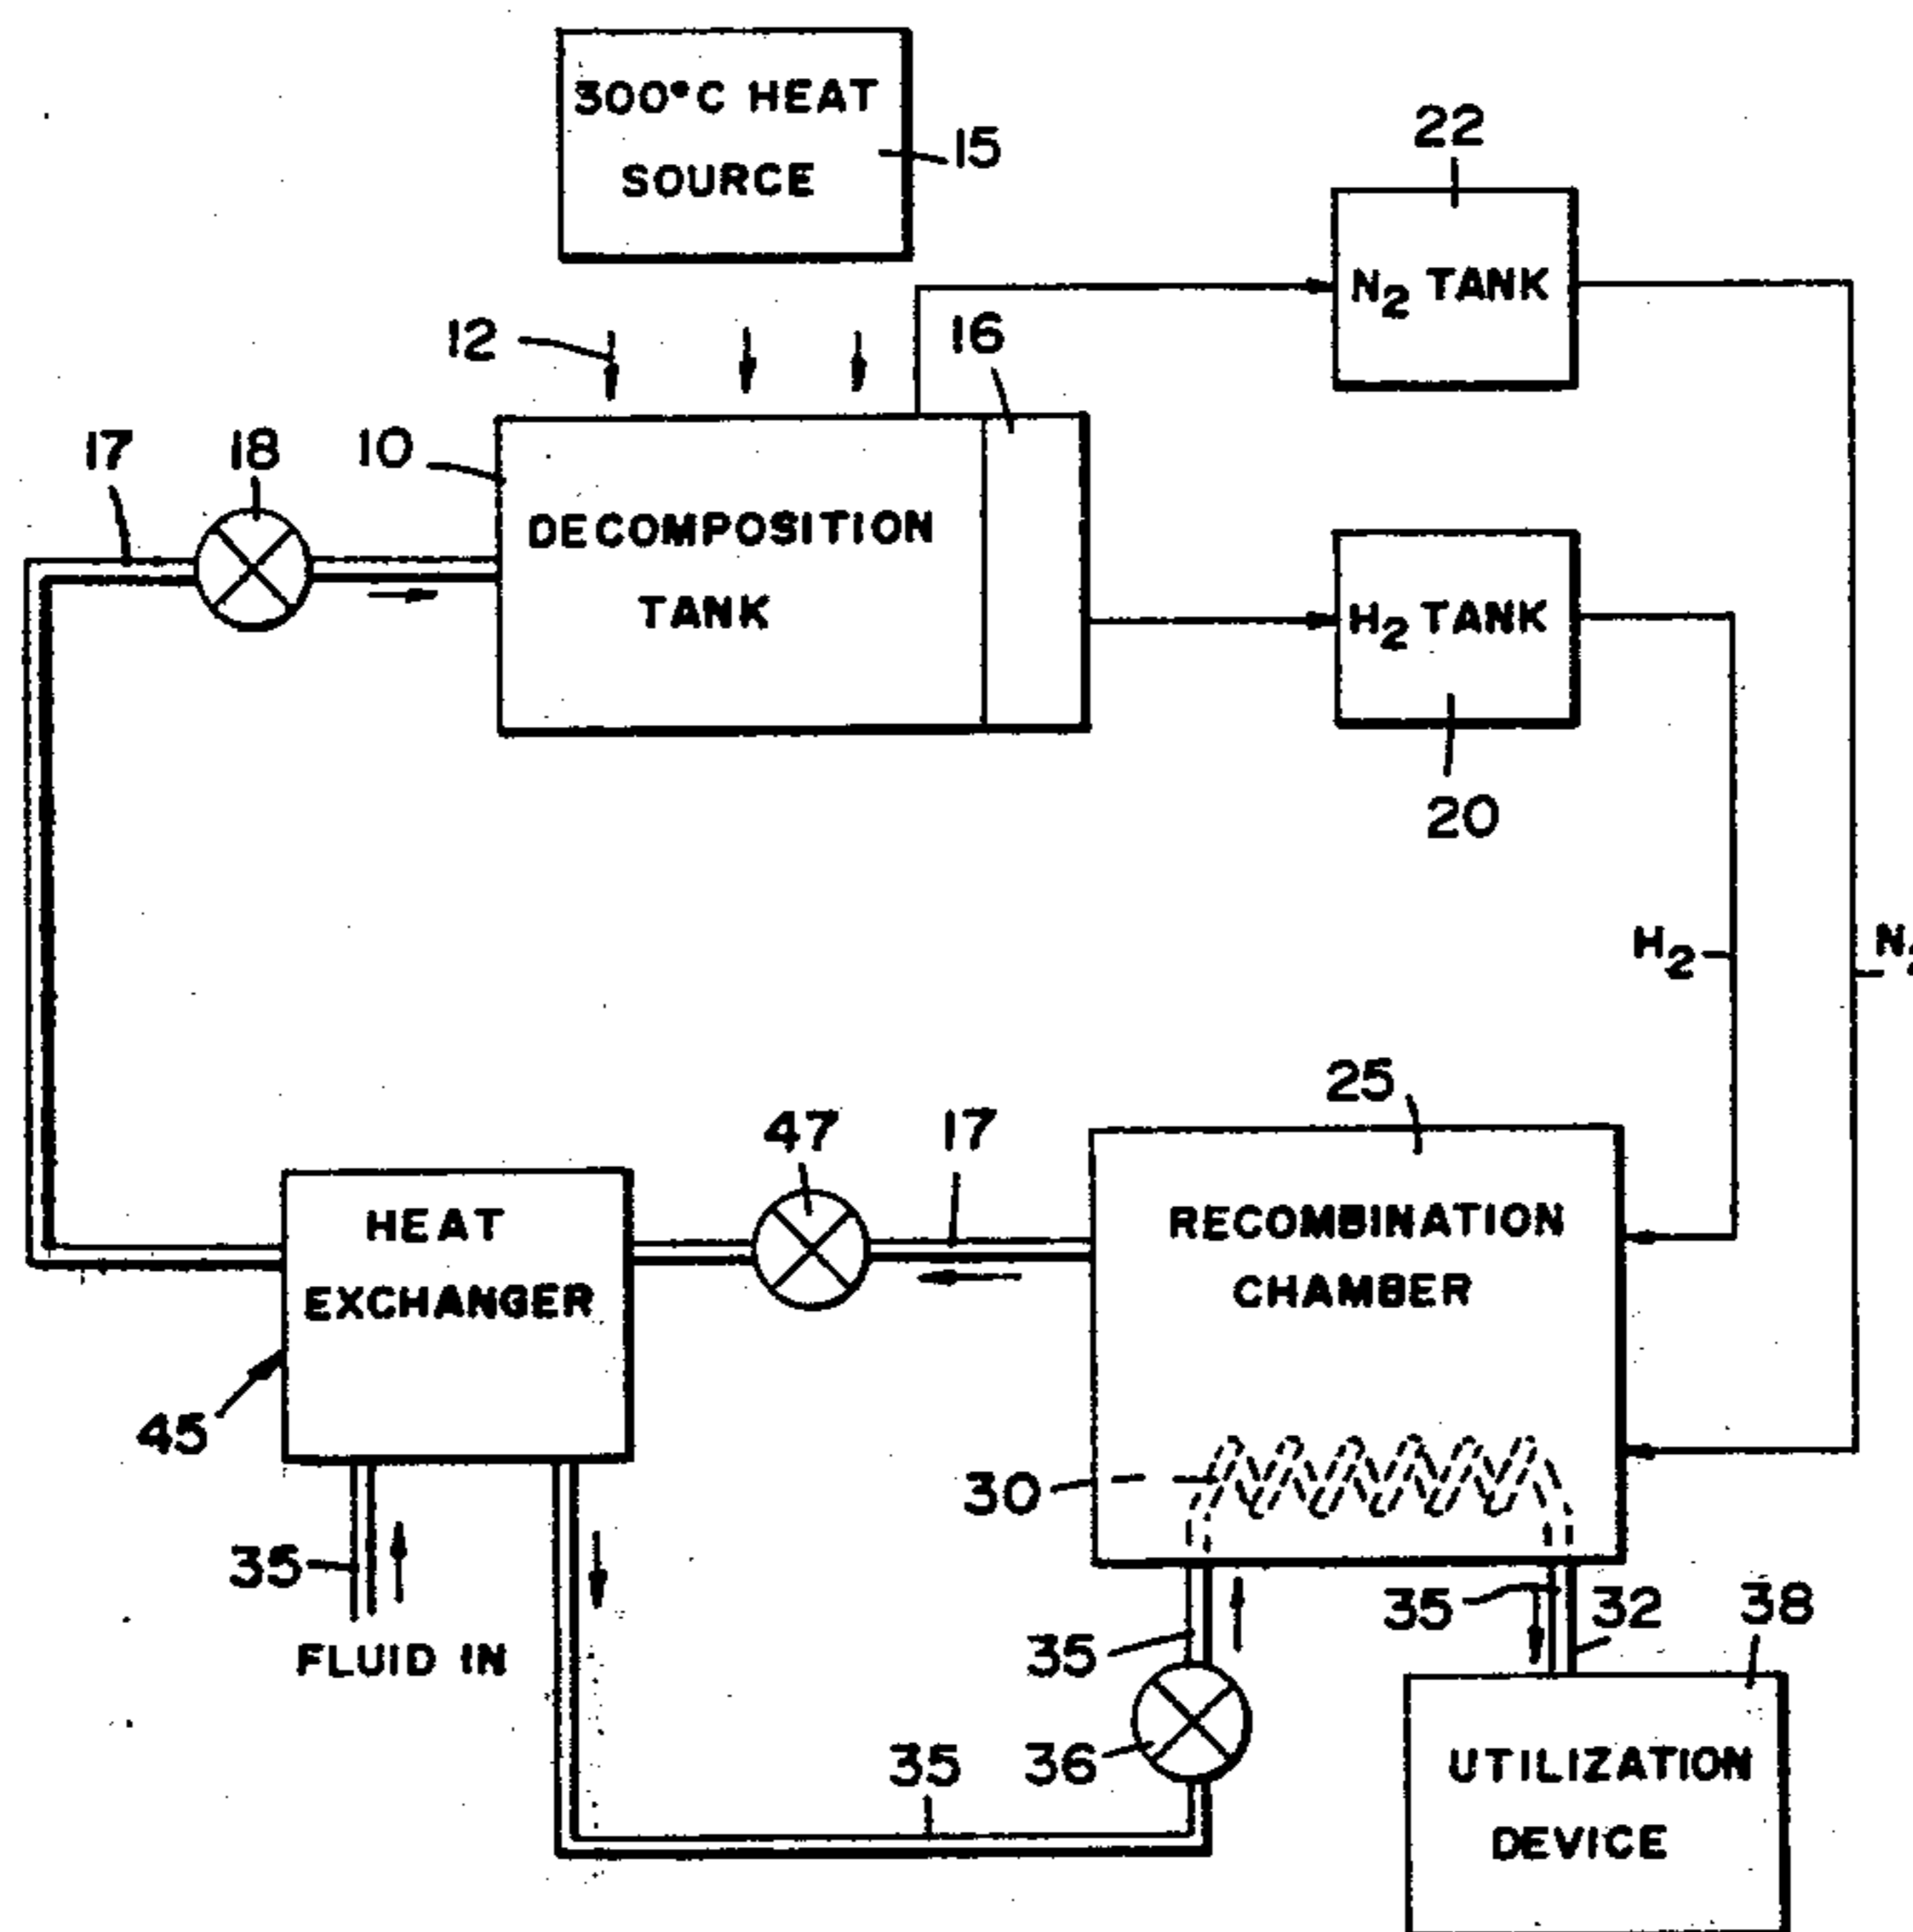 300°C HEAT
SOURCE
15
22
N2 TANK
12
16
17
18
10
DECOMPOSITION
TANK
H2 TANK
20
H2
N2
25
47
17
HEAT
EXCHANGER
RECOMBINATION
CHAMBER
45
30
35
FLUID IN
35
35
32
38
36
35
UTILIZATION
DEVICE